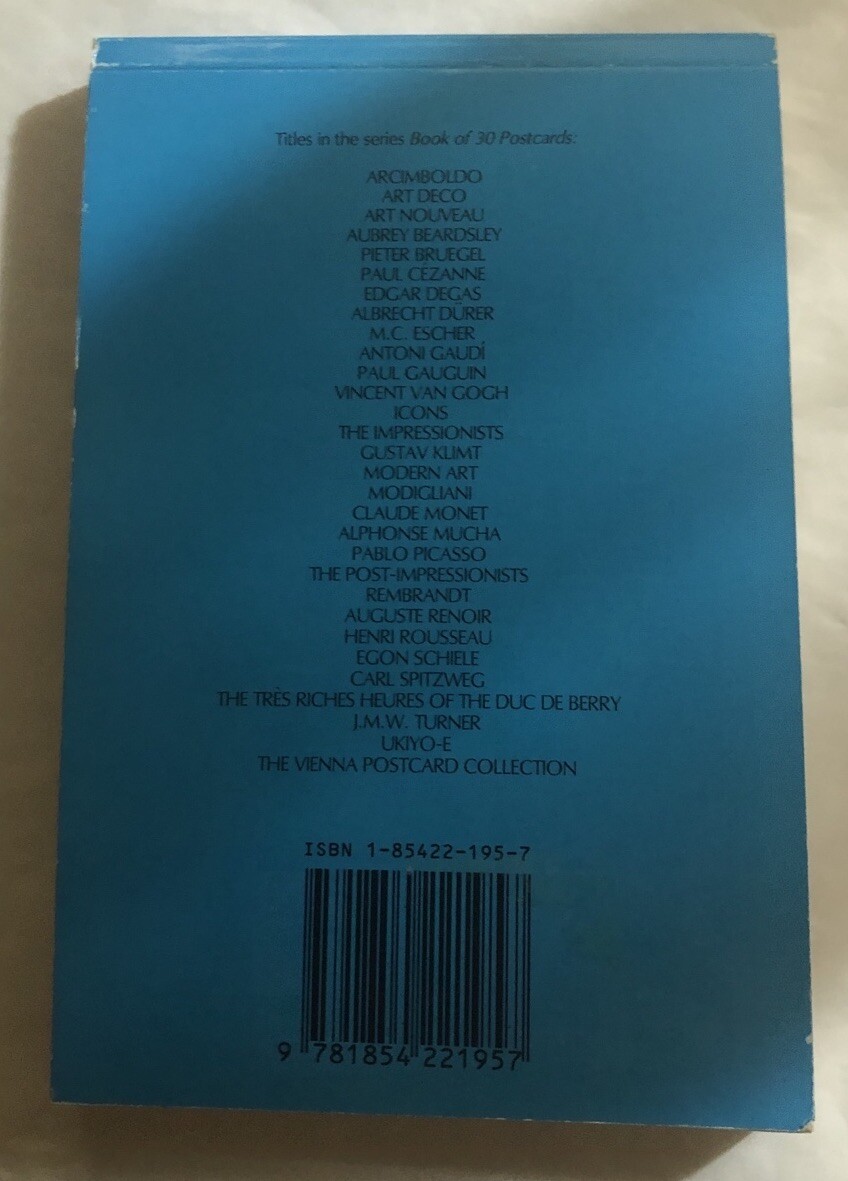 Titles in the series Book of 30 Postcards:
ARCIMBOLDO
ART DECO
ART NOUVEAU
AUBREY BEARDSLEY
PIETER BRUEGEL
PAUL CÉZANNE
EDGAR DEGAS
ALBRECHT DÜRER
M.C. ESCHER
ANTONI GAUDÍ
PAUL GAUGUIN
VINCENT VAN GOGH
ICONS
THE IMPRESSIONISTS
GUSTAV KLIMT
MODERN ART
MODIGLIANI
CLAUDE MONET
ALPHONSE MUCHA
PABLO PICASSO
THE POST-IMPRESSIONISTS
REMBRANDT
AUGUSTE RENOIR
HENRI ROUSSEAU
EGON SCHIELE
CARL SPITZWEG
THE TRÈS RICHES HEURES OF THE DUC DE BERRY
J.M.W. TURNER
UKIYO-E
THE VIENNA POSTCARD COLLECTION
ISBN 1-85422-195-7
9 781854 221957